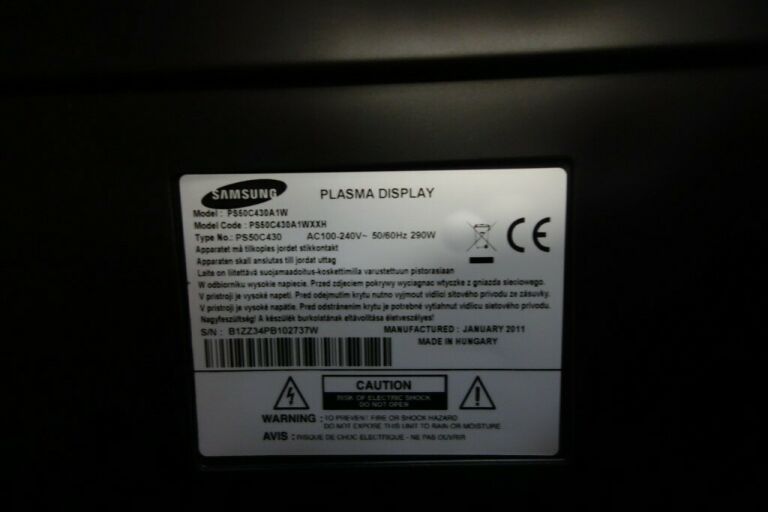 SAMSUNG
PLASMA DISPLAY
Model : PS50C430A1W
Model Code : PS50C430A1WXXH
Type No.: PS50C430 AC100-240V~ 50/60Hz 290W
Apparatet må tilkoples jordet stikkontakt
Apparaten skall anslutas till jordat uttag
Laite on liitettävä suojamaadoitus-koskettimilla varustettuun pistorasiaan
W odbiorniku wysokie napiecie. Przed zdjeciem pokrywy wyciagnac wtyczke z gniazda sieciowego.
V pristroji je vysoké napetí. Pred odejmutím krytu nutno vyjmout vidlici sitového prívodu ze zásuvky.
V prístroji je vysoké napätie. Pred odstránením krytu je potrebné vytiahnut vidlicu sietového prívodu.
Nagyfeszültség! A készülék burkolatának eltávolítása életveszélyes!
S/N : B1ZZ34PB102737W
MANUFACTURED : JANUARY 2011
MADE IN HUNGARY
CE
CAUTION
RISK OF ELECTRIC SHOCK
DO NOT OPEN
WARNING : TO PREVENT FIRE OR SHOCK HAZARD
DO NOT EXPOSE THIS UNIT TO RAIN OR MOISTURE
AVIS : RISQUE DE CHOC ELECTRIQUE - NE PAS OUVRIR